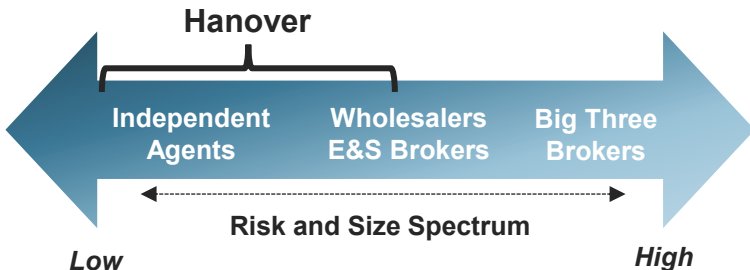 Hanover
Independent
Agents
Wholesalers
E&S Brokers
Big Three
Brokers
Risk and Size Spectrum
Low
High